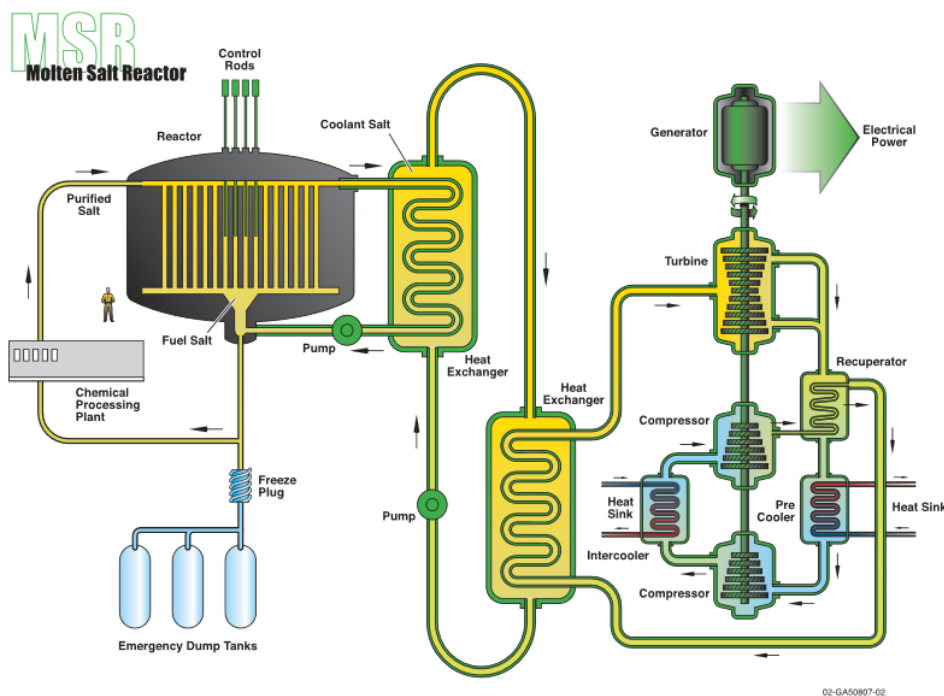 MSR
Molten Salt Reactor
Control
Rods
Reactor
Coolant Salt
Generator
Electrical
Power
Purified
Salt
Turbine
Fuel Salt
Pump
Heat
Exchanger
Recuperator
Chemical
Processing
Plant
Heat
Exchanger
Compressor
Freeze
Plug
Pump
Heat
Sink
Pre
Cooler
Heat Sink
Intercooler
Compressor
Emergency Dump Tanks
02-GA50807-02